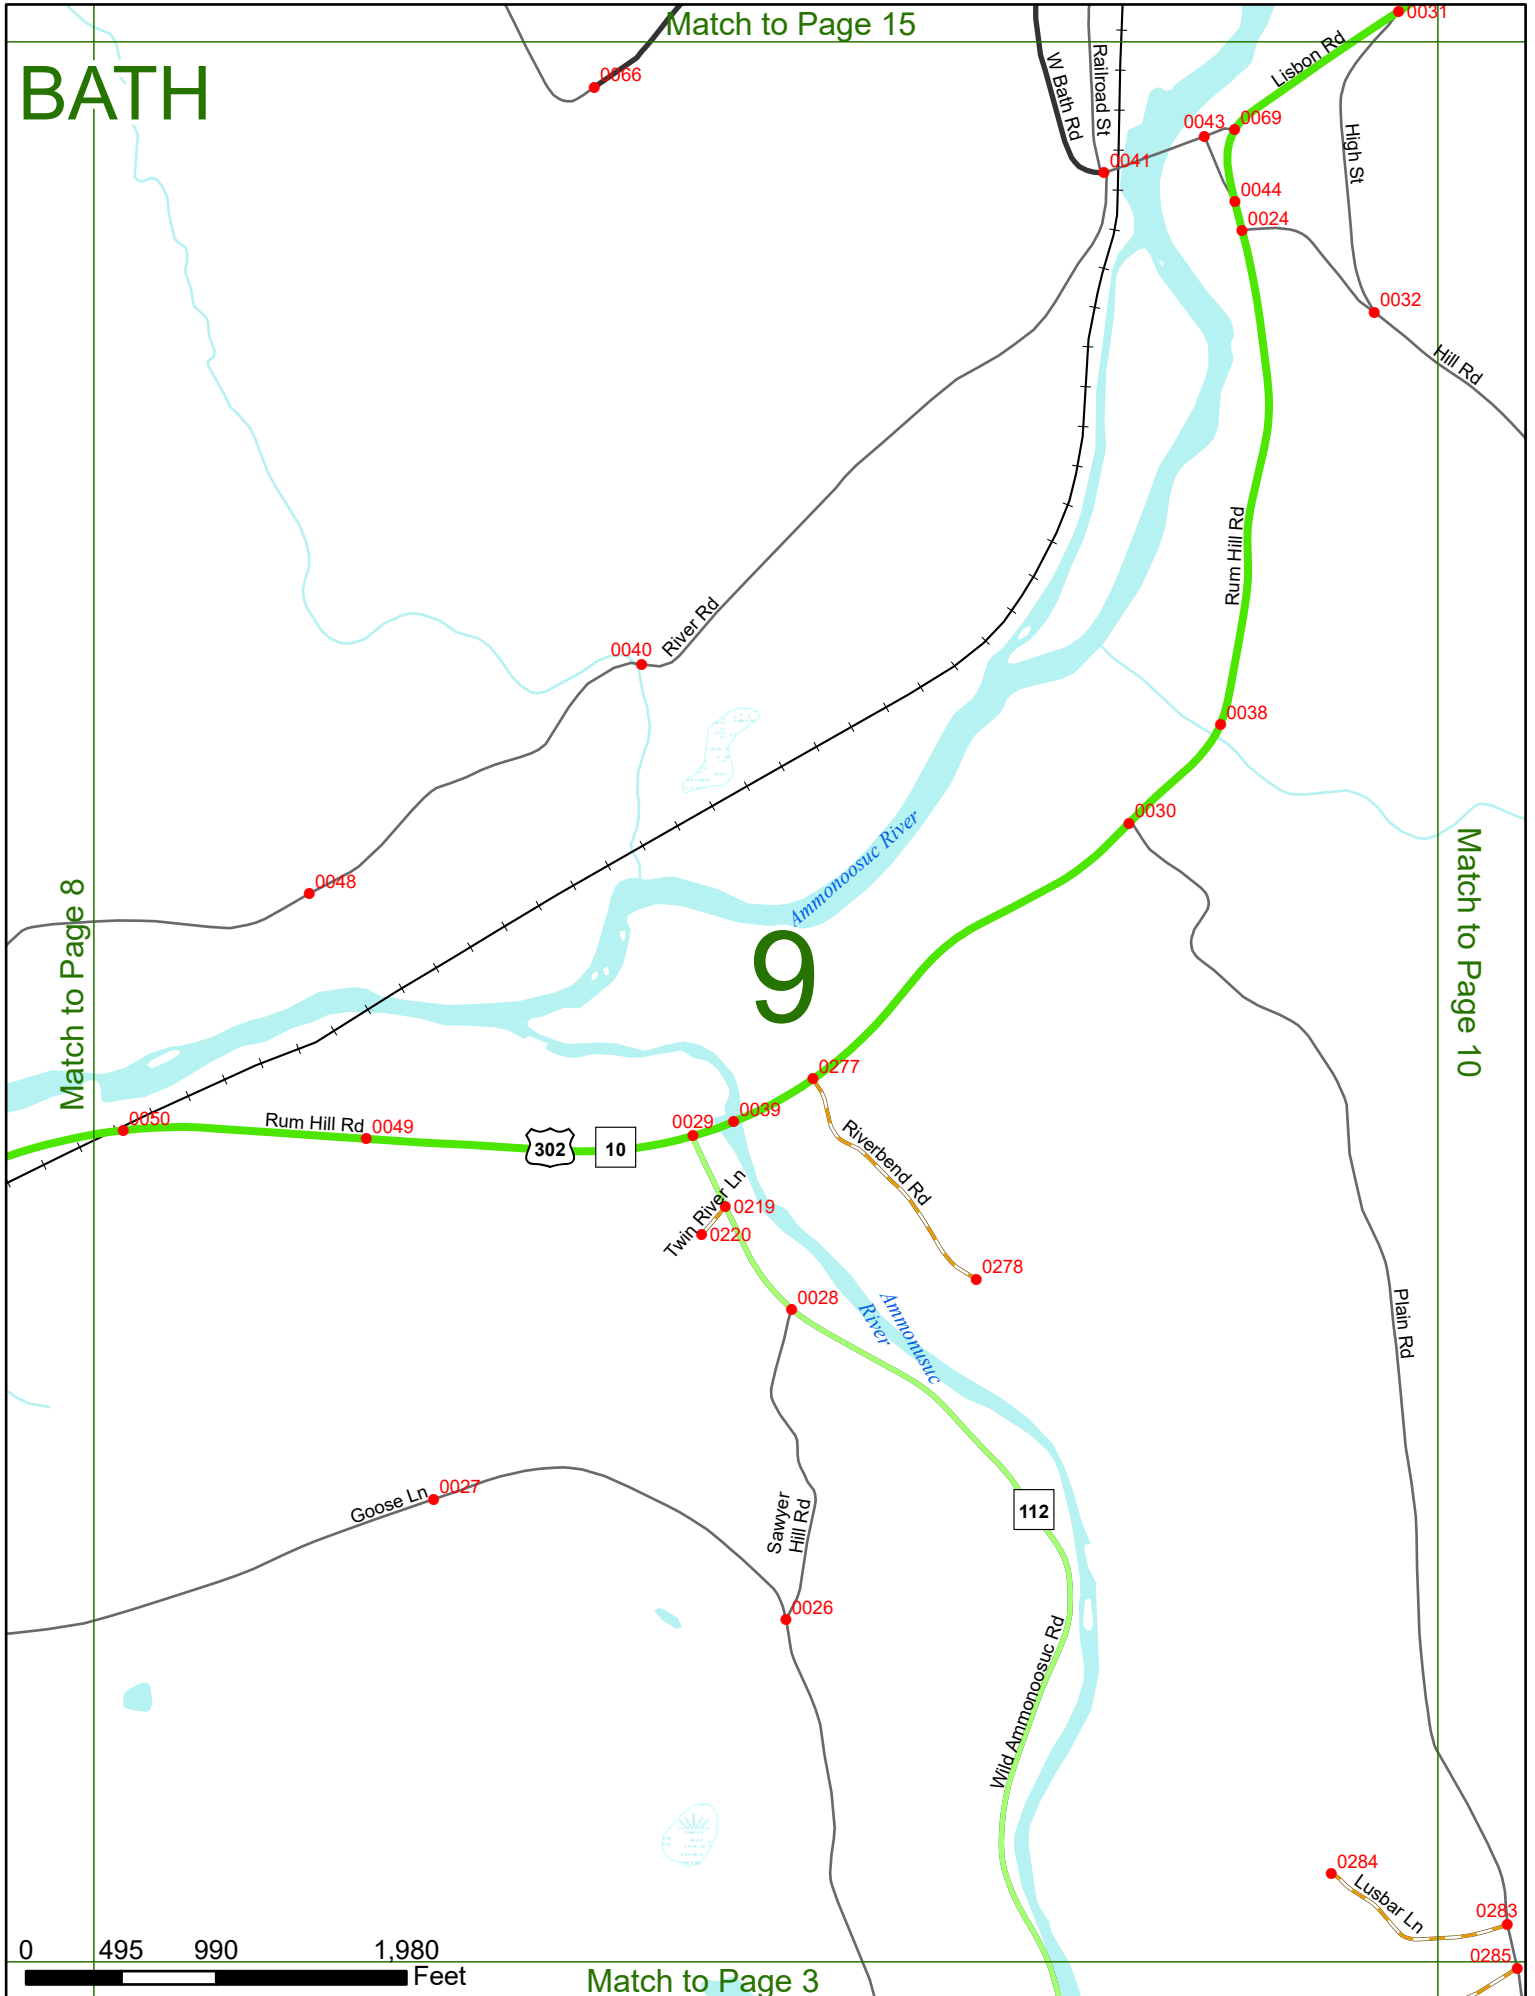 Match to Page 15
0031
BATH
0066
Lisbon Rd
W Bath Rd
Railroad St
0043
0069
High St
0041
0044
0024
0032
Hill Rd
Rum Hill Rd
River Rd
0040
0038
0030
Ammonoosuc River
0048
Match to Page 8
9
Match to Page 10
0277
0050
Rum Hill Rd
0049
302
10
0029
0039
Riverbend Rd
Twin River Ln
0219
0220
0278
0028
Ammonusuc
River
Plain Rd
Goose Ln
0027
Sawyer
Hill Rd
112
0026
Wild Ammonoosuc Rd
0284
Lusbar Ln
0283
0285
0 495 990 1,980
Feet
Match to Page 3